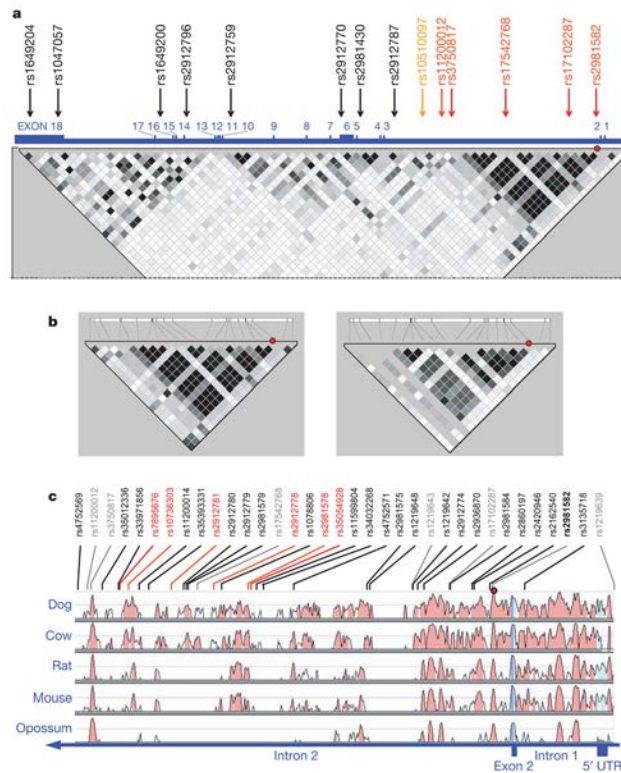 a
rs1649204
rs1047057
rs1649200
rs2912796
rs2912759
rs2912770
rs2981430
rs2912787
rs10510097
rs11200012
rs3750817
rs17542768
rs17102287
rs2981582
EXON 18 17 16 15 14 13 12 11 10 9 8 7 6 5 4 3 2 1
b
c
rs4752569
rs11200012
rs3750817
rs35012336
rs33971856
rs7895676
rs10736303
rs11200014
rs35393331
rs2912781
rs2912780
rs2912779
rs2981579
rs17542768
rs2912778
rs1078806
rs2981578
rs35054928
rs11599804
rs34032268
rs4752571
rs2981575
rs1219648
rs1219643
rs1219642
rs2912774
rs2936870
rs17102287
rs2981584
rs2860197
rs2420946
rs2162540
rs2981582
rs3135718
rs1219639
Dog
Cow
Rat
Mouse
Opossum
Intron 2 Exon 2 Intron 1 5′ UTR